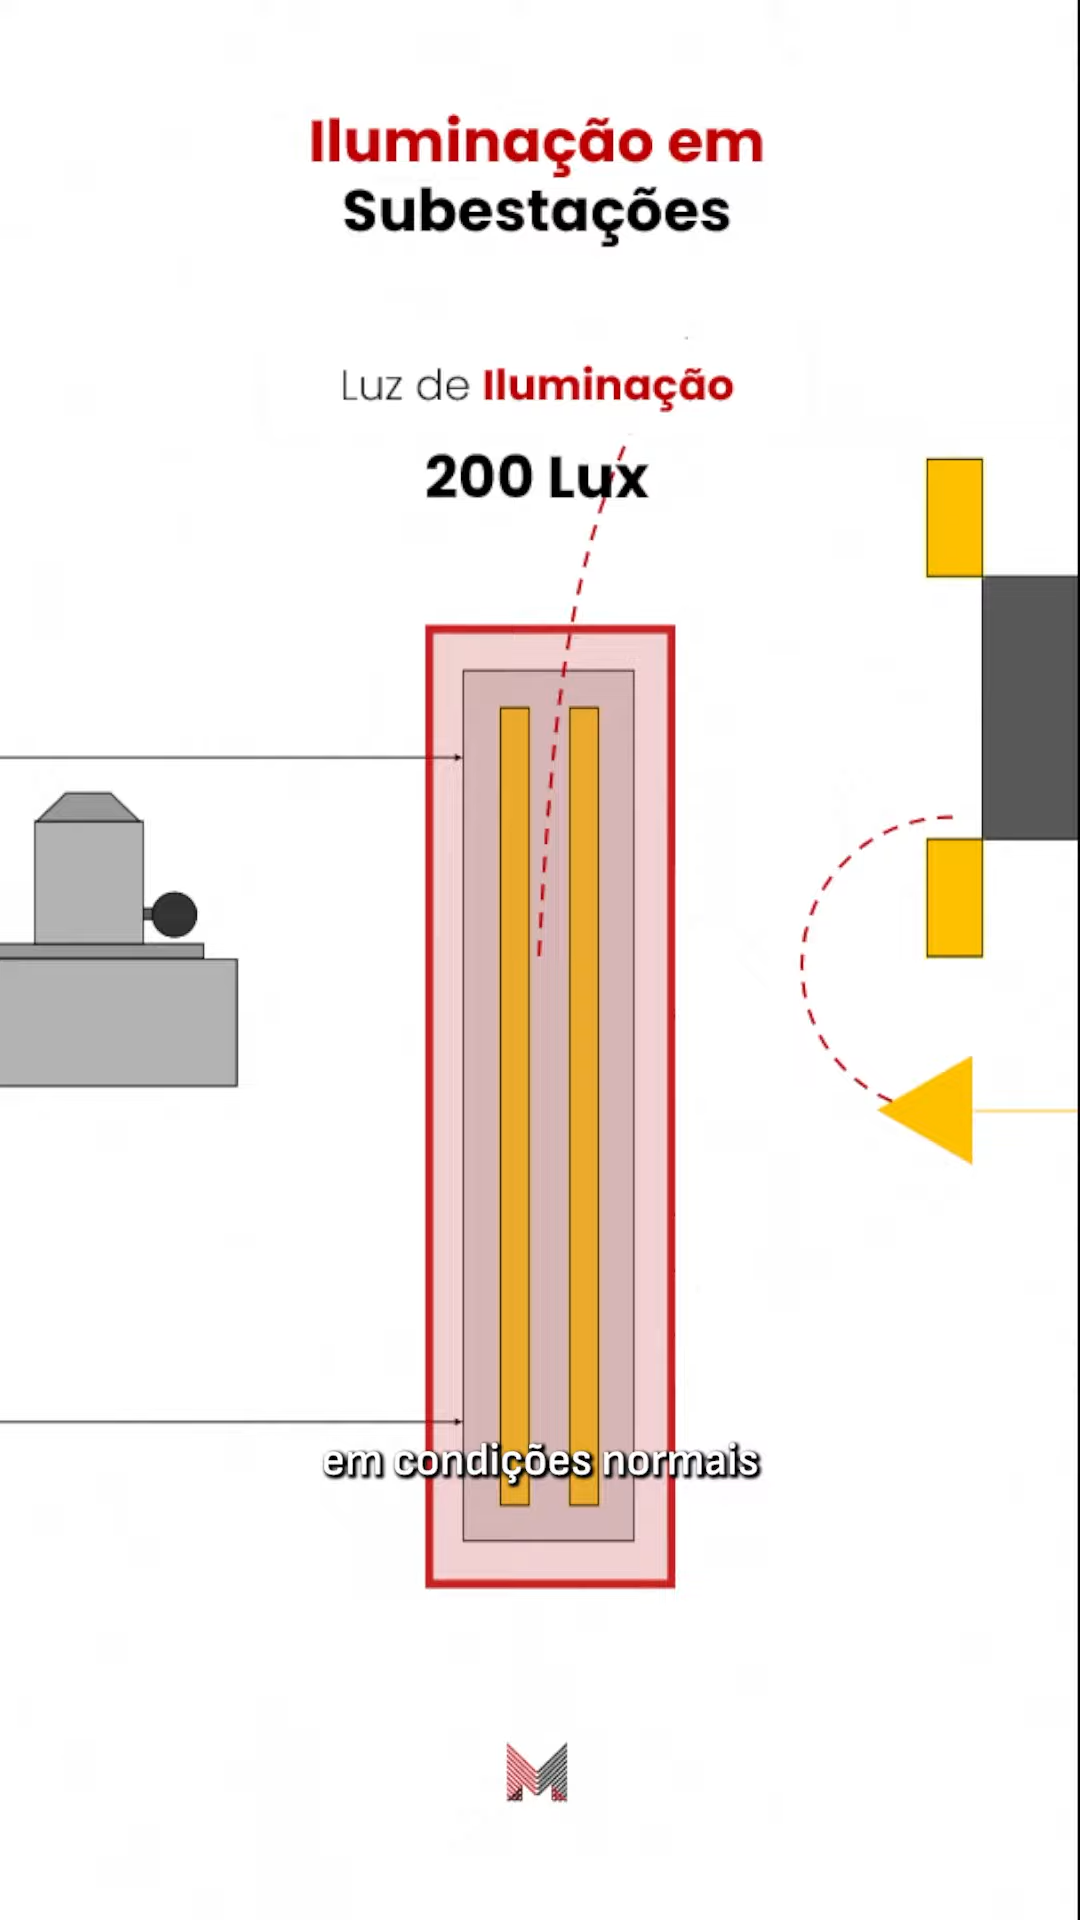 Iluminação em
Subestações
Luz de Iluminação
200 Lux
em condições normais